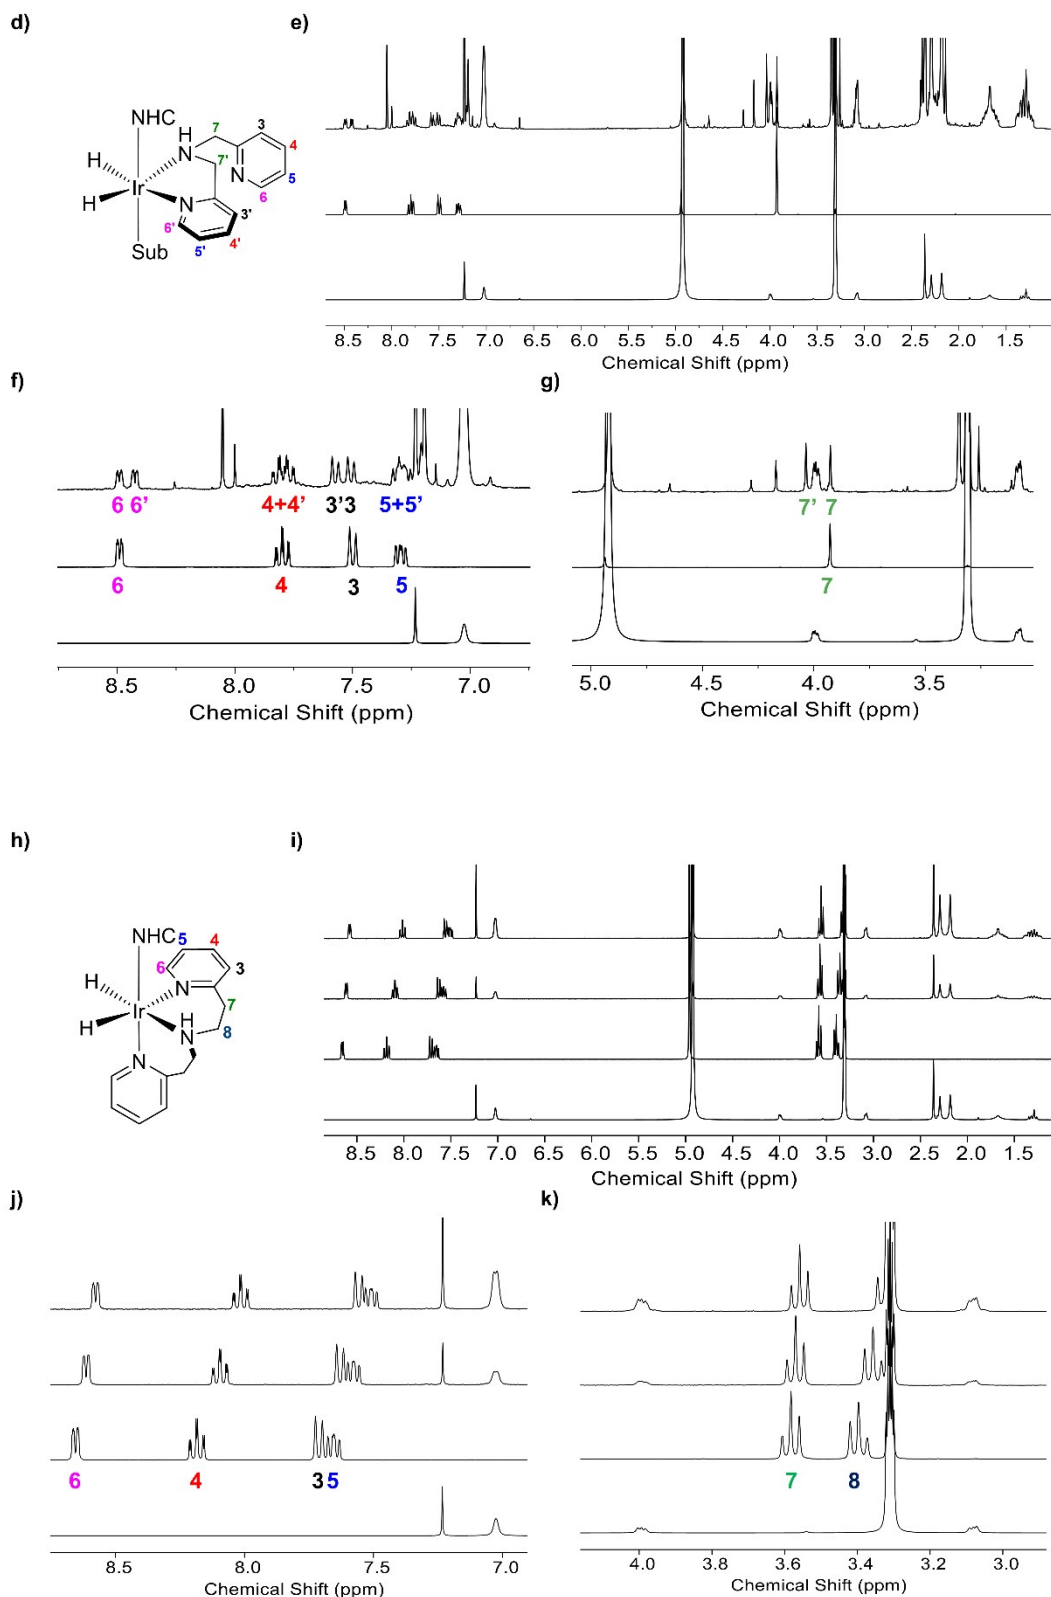 d)
e)
NHC
H
N
7
3
4
7'
H
Ir
N
5
6
H
N
3'
6'
5'
4'
Sub
8.5 8.0 7.5 7.0 6.5 6.0 5.5 5.0 4.5 4.0 3.5 3.0 2.5 2.0 1.5
Chemical Shift (ppm)
f)
g)
6 6' 4+4' 3'3 5+5'
7' 7
6 4 3 5
7
8.5 8.0 7.5 7.0
Chemical Shift (ppm)
5.0 4.5 4.0 3.5
Chemical Shift (ppm)
h)
i)
NHC 5 4
6 3
H N
Ir 7
H H
N 8
N
8.5 8.0 7.5 7.0 6.5 6.0 5.5 5.0 4.5 4.0 3.5 3.0 2.5 2.0 1.5
Chemical Shift (ppm)
j)
k)
6 4 3 5
7 8
8.5 8.0 7.5 7.0
Chemical Shift (ppm)
4.0 3.8 3.6 3.4 3.2 3.0
Chemical Shift (ppm)